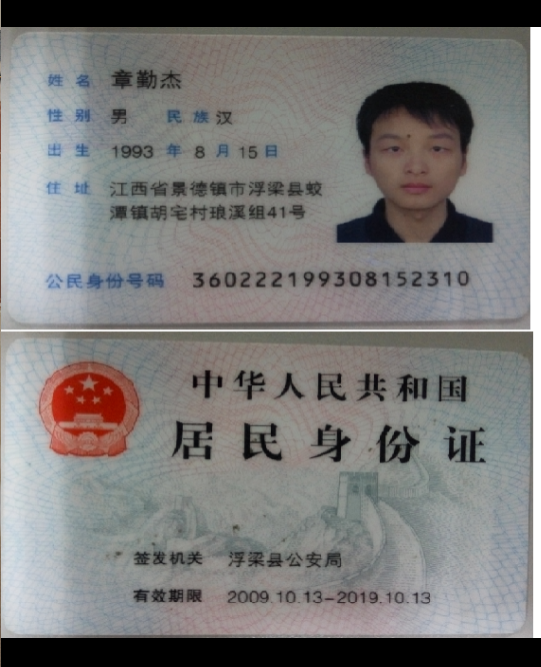 姓名 章勤杰
性别 男 民族 汉
出生 1993 年 8 月 15 日
住址 江西省景德镇市浮梁县蛟
潭镇胡宅村琅溪组41号
公民身份号码 360222199308152310
中华人民共和国
居民身份证
签发机关 浮梁县公安局
有效期限 2009.10.13-2019.10.13